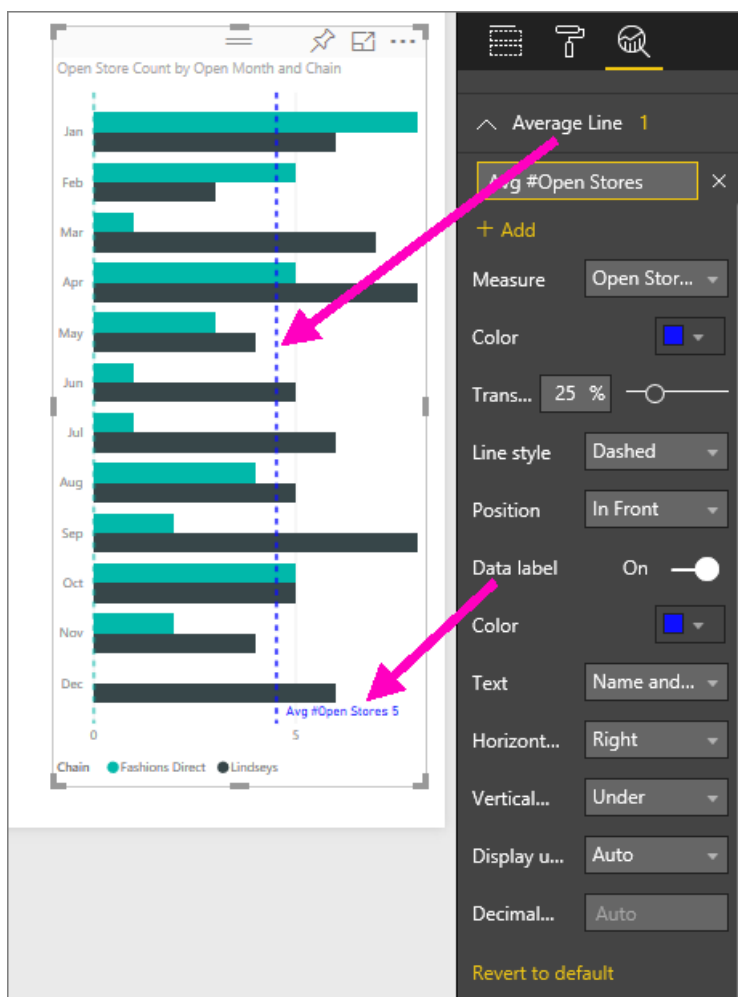 Open Store Count by Open Month and Chain
Jan
Feb
Mar
Apr
May
Jun
Jul
Aug
Sep
Oct
Nov
Dec
Avg #Open Stores 5
0 5
Chain Fashions Direct Lindseys
Average Line 1
Avg #Open Stores
+ Add
Measure Open Stor...
Color
Trans... 25 %
Line style Dashed
Position In Front
Data label On
Color
Text Name and...
Horizont... Right
Vertical... Under
Display u... Auto
Decimal... Auto
Revert to default